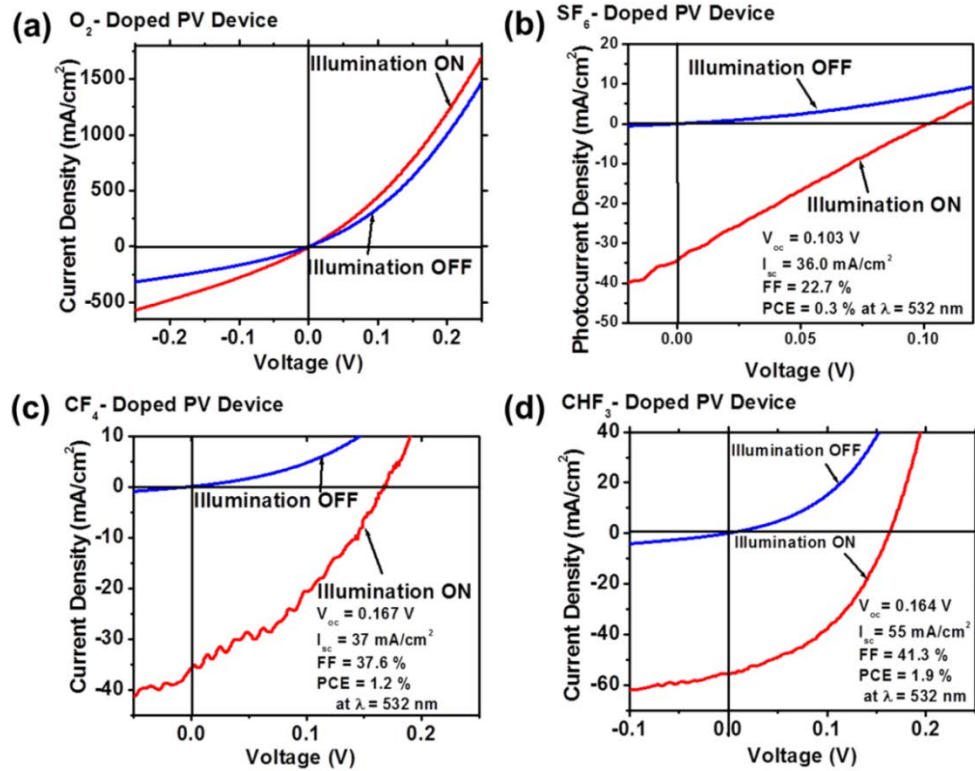 (a) O₂- Doped PV Device
Current Density (mA/cm²)
1500
1000
500
0
-500
Illumination ON
Illumination OFF
-0.2 -0.1 0.0 0.1 0.2
Voltage (V)
(b) SF₆- Doped PV Device
Photocurrent Density (mA/cm²)
20
10
0
-10
-20
-30
-40
-50
Illumination OFF
Illumination ON
V_oc = 0.103 V
I_sc = 36.0 mA/cm²
FF = 22.7 %
PCE = 0.3 % at λ = 532 nm
0.00 0.05 0.10
Voltage (V)
(c) CF₄- Doped PV Device
Current Density (mA/cm²)
10
0
-10
-20
-30
-40
Illumination OFF
Illumination ON
V_oc = 0.167 V
I_sc = 37 mA/cm²
FF = 37.6 %
PCE = 1.2 %
at λ = 532 nm
0.0 0.1 0.2
Voltage (V)
(d) CHF₃- Doped PV Device
Current Density (mA/cm²)
40
20
0
-20
-40
-60
Illumination OFF
Illumination ON
V_oc = 0.164 V
I_sc = 55 mA/cm²
FF = 41.3 %
PCE = 1.9 %
at λ = 532 nm
-0.1 0.0 0.1 0.2
Voltage (V)